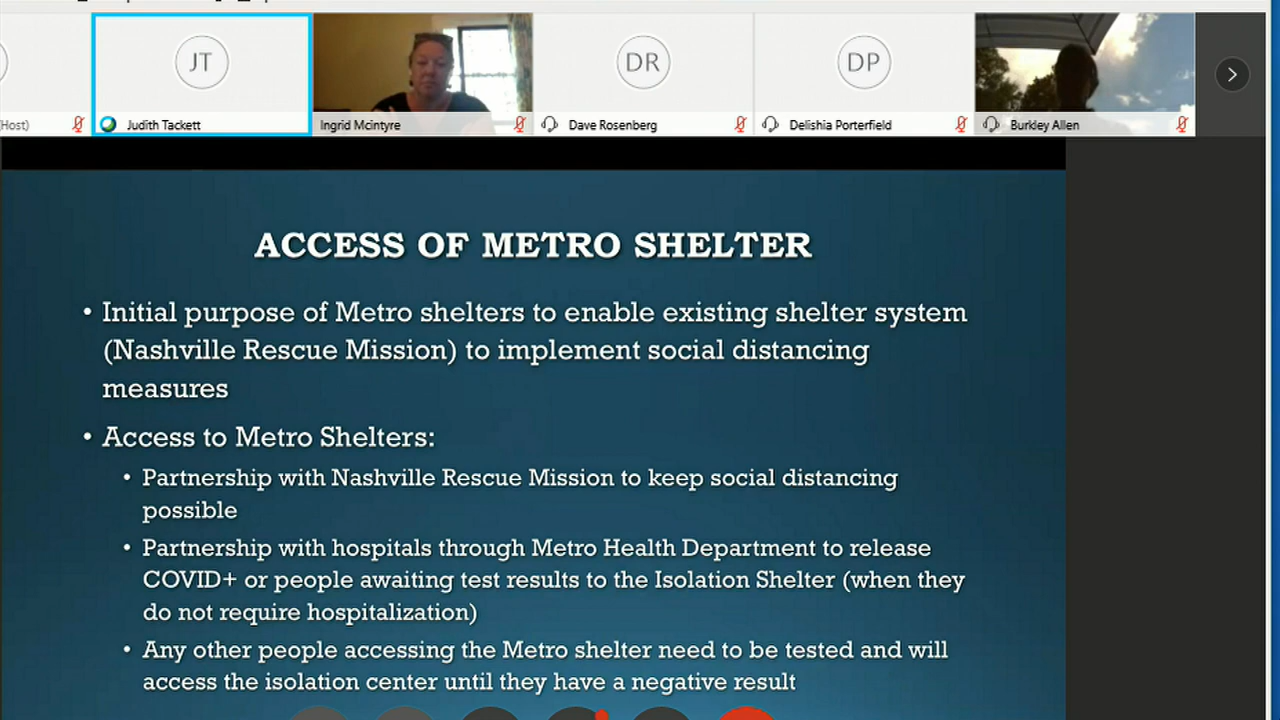 Host)
JT
Judith Tackett
Ingrid Mcintyre
DR
Dave Rosenberg
DP
Delishia Porterfield
Burkley Allen
ACCESS OF METRO SHELTER
• Initial purpose of Metro shelters to enable existing shelter system
(Nashville Rescue Mission) to implement social distancing
measures
• Access to Metro Shelters:
• Partnership with Nashville Rescue Mission to keep social distancing
possible
• Partnership with hospitals through Metro Health Department to release
COVID+ or people awaiting test results to the Isolation Shelter (when they
do not require hospitalization)
• Any other people accessing the Metro shelter need to be tested and will
access the isolation center until they have a negative result